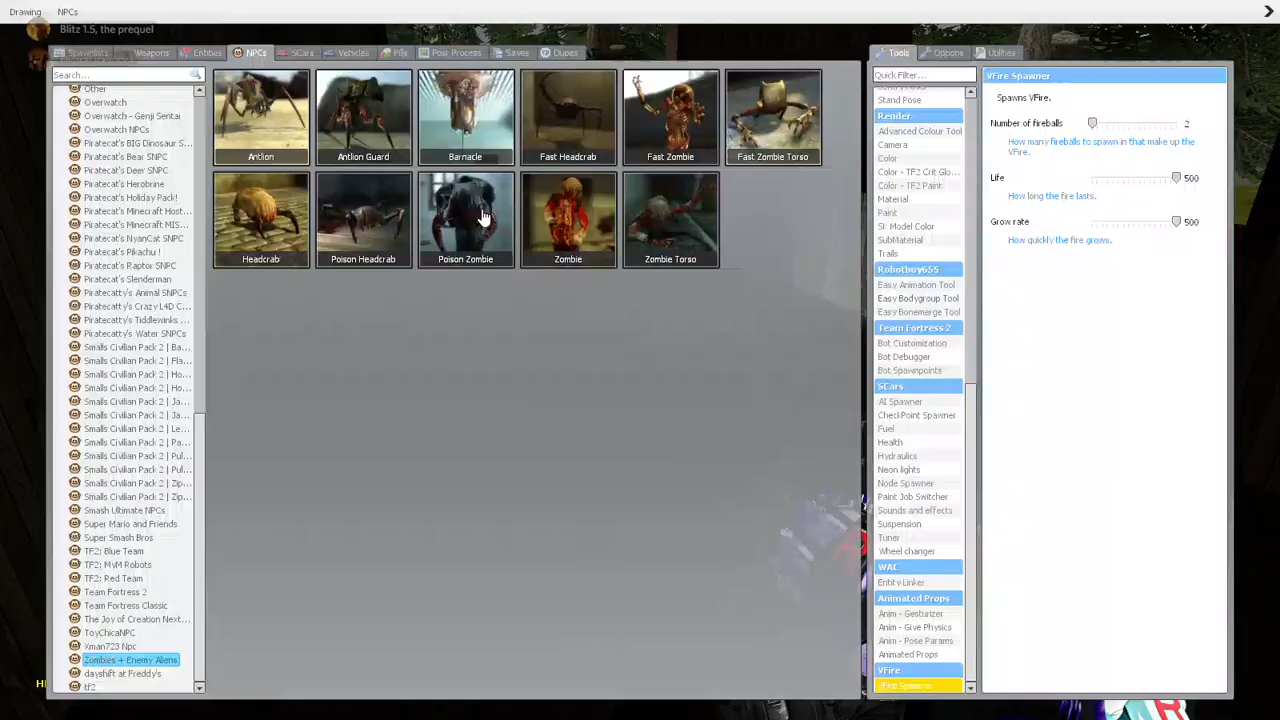 Drawing NPCs
Blitz 1.5, the prequel
Spawnlists Weapons Entities NPCs SCars Vehicles Pills Post Process Saves Dupes
Search...
Other
Overwatch
Overwatch - Genji Sentai
Overwatch NPCs
Piratecat's BIG Dinosaur S...
Piratecat's Bear SNPC
Piratecat's Deer SNPC
Piratecat's Herobrine
Piratecat's Holiday Pack!
Piratecat's Minecraft Host...
Piratecat's Minecraft MIS...
Piratecat's NyanCat SNPC
Piratecat's Pikachu !
Piratecat's Raptor SNPC
Piratecat's Slenderman
Piratecatty's Animal SNPCs
Piratecatty's Crazy L4D C...
Piratecatty's Tiddlewinks ...
Piratecatty's Water SNPCs
Smalls Civilian Pack 2 | Ba...
Smalls Civilian Pack 2 | Fla...
Smalls Civilian Pack 2 | Ho...
Smalls Civilian Pack 2 | Ho...
Smalls Civilian Pack 2 | Ja...
Smalls Civilian Pack 2 | Ja...
Smalls Civilian Pack 2 | Le...
Smalls Civilian Pack 2 | Pa...
Smalls Civilian Pack 2 | Pul...
Smalls Civilian Pack 2 | Pul...
Smalls Civilian Pack 2 | Zip...
Smalls Civilian Pack 2 | Zip...
Smash Ultimate NPCs
Super Mario and Friends
Super Smash Bros
TF2: Blue Team
TF2: MvM Robots
TF2: Red Team
Team Fortress 2
Team Fortress Classic
The Joy of Creation Next...
ToyChicaNPC
Xman723 Npc
Zombies + Enemy Aliens
dayshift at Freddy's
tf2
Antlion Antlion Guard Barnacle Fast Headcrab Fast Zombie Fast Zombie Torso
Headcrab Poison Headcrab Poison Zombie Zombie Zombie Torso
Tools Options Utilities
Quick Filter...
Stand Pose
Render
Advanced Colour Tool
Camera
Color
Color - TF2 Crit Glo...
Color - TF2 Paint
Material
Paint
SK Model Color
SubMaterial
Trails
Robotboy655
Easy Animation Tool
Easy Bodygroup Tool
Easy Bonemerge Tool
Team Fortress 2
Bot Customization
Bot Debugger
Bot Spawnpoints
SCars
AI Spawner
CheckPoint Spawner
Fuel
Health
Hydraulics
Neon lights
Node Spawner
Paint Job Switcher
Sounds and effects
Suspension
Tuner
Wheel changer
WAC
Entity Linker
Animated Props
Anim - Gesturizer
Anim - Give Physics
Anim - Pose Params
Animated Props
VFire
VFire Spawner
VFire Spawner
Spawns VFire.
Number of fireballs 2
How many fireballs to spawn in that make up the
VFire.
Life 500
How long the fire lasts.
Grow rate 500
How quickly the fire grows.